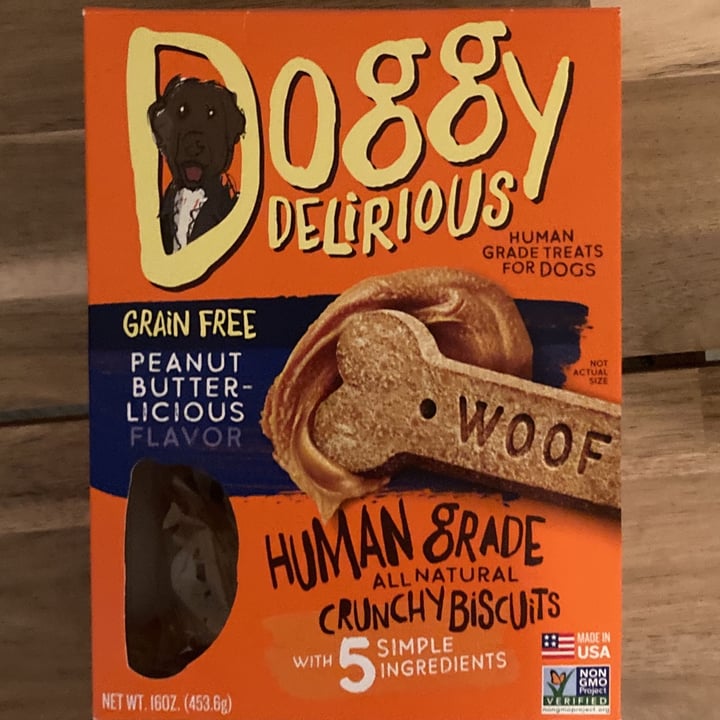 Doggy
DELiRIOUS
HUMAN
GRADE TREATS
FOR DOGS
GRAiN FREE
PEANUT
BUTTER-
LICIOUS
FLAVOR
NOT
ACTUAL
SIZE
WOOF
HUMAN GRADE
ALL NATURAL
CRUNCHY BiSCUiTS
WITH 5 SIMPLE
INGREDIENTS
MADE IN
USA
NON
GMO
Project
VERIFIED
nongmoproject.org
NET WT. 16OZ. (453.6g)